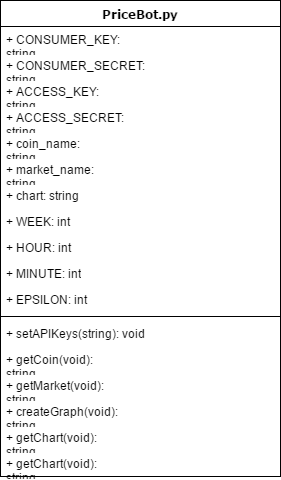 PriceBot.py
+ CONSUMER_KEY:
string
+ CONSUMER_SECRET:
string
+ ACCESS_KEY:
string
+ ACCESS_SECRET:
string
+ coin_name:
string
+ market_name:
string
+ chart: string
+ WEEK: int
+ HOUR: int
+ MINUTE: int
+ EPSILON: int
+ setAPIKeys(string): void
+ getCoin(void):
string
+ getMarket(void):
string
+ createGraph(void):
string
+ getChart(void):
string
+ getChart(void):
string